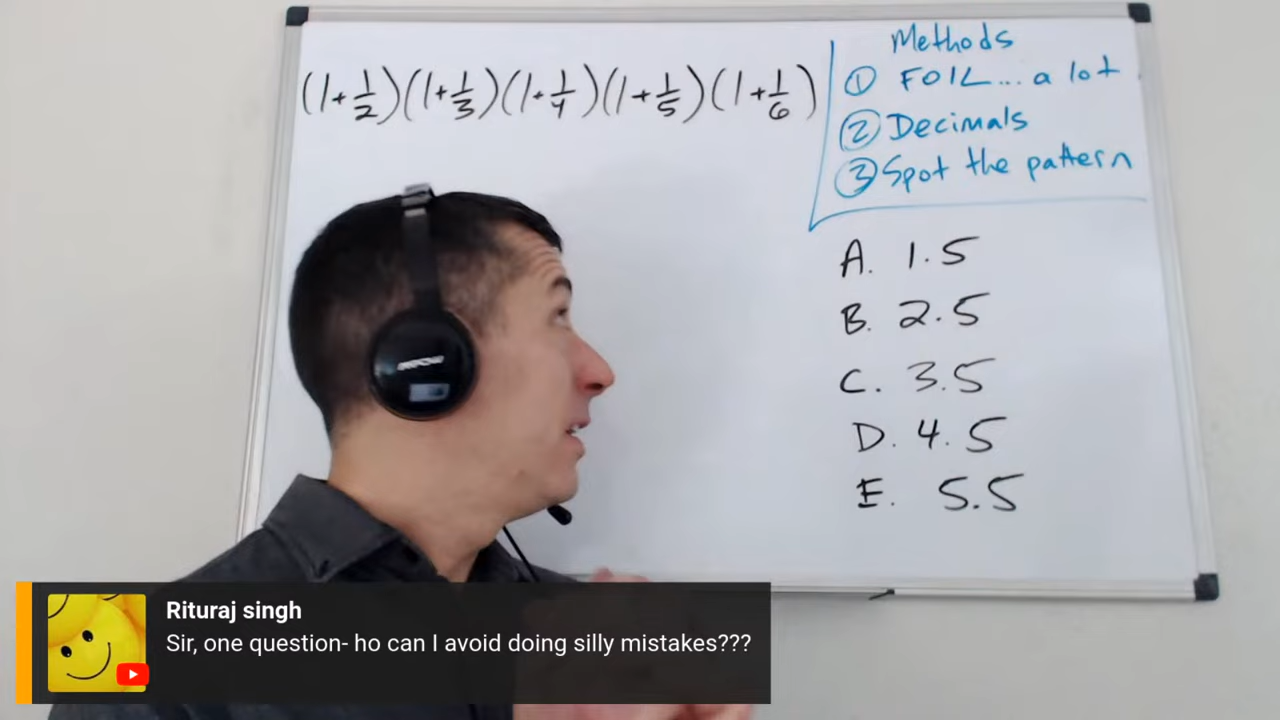 (1+1/2)(1+1/3)(1+1/4)(1+1/5)(1+1/6)
Methods
① FOIL... a lot
② Decimals
③ Spot the pattern
A. 1.5
B. 2.5
C. 3.5
D. 4.5
E. 5.5
Rituraj singh
Sir, one question- ho can I avoid doing silly mistakes???